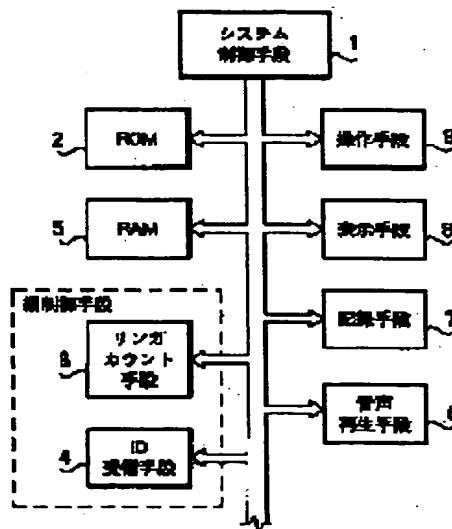 システム
制御手段
1
2
ROM
操作手段
9
5
RAM
表示手段
8
網制御手段
3
リンガ
カウント
手段
記録手段
7
4
ID
受信手段
音声
再生手段
6